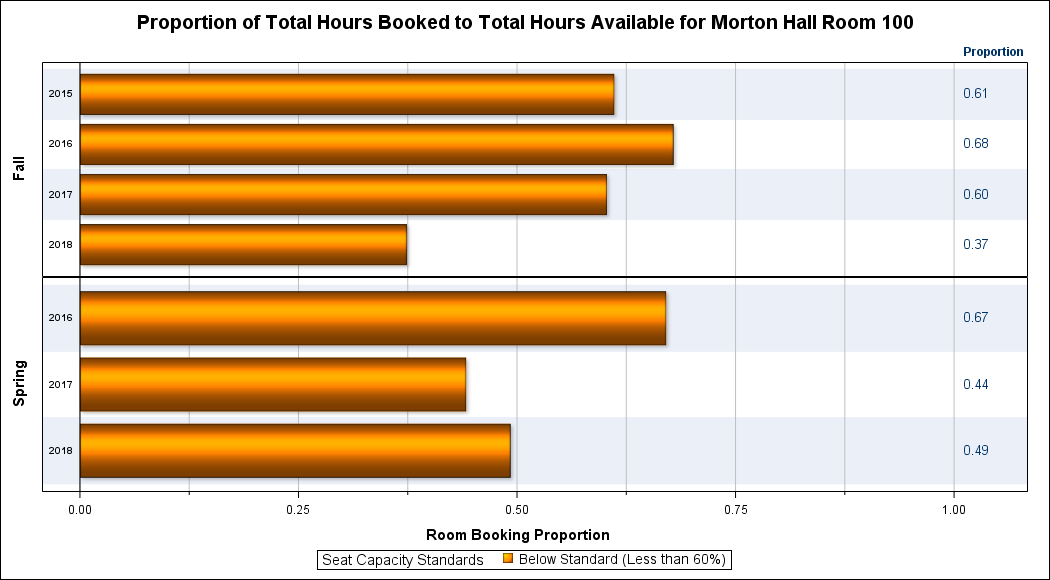 Proportion of Total Hours Booked to Total Hours Available for Morton Hall Room 100
Proportion
Fall
2015 0.61
2016 0.68
2017 0.60
2018 0.37
Spring
2016 0.67
2017 0.44
2018 0.49
0.00 0.25 0.50 0.75 1.00
Room Booking Proportion
Seat Capacity Standards Below Standard (Less than 60%)